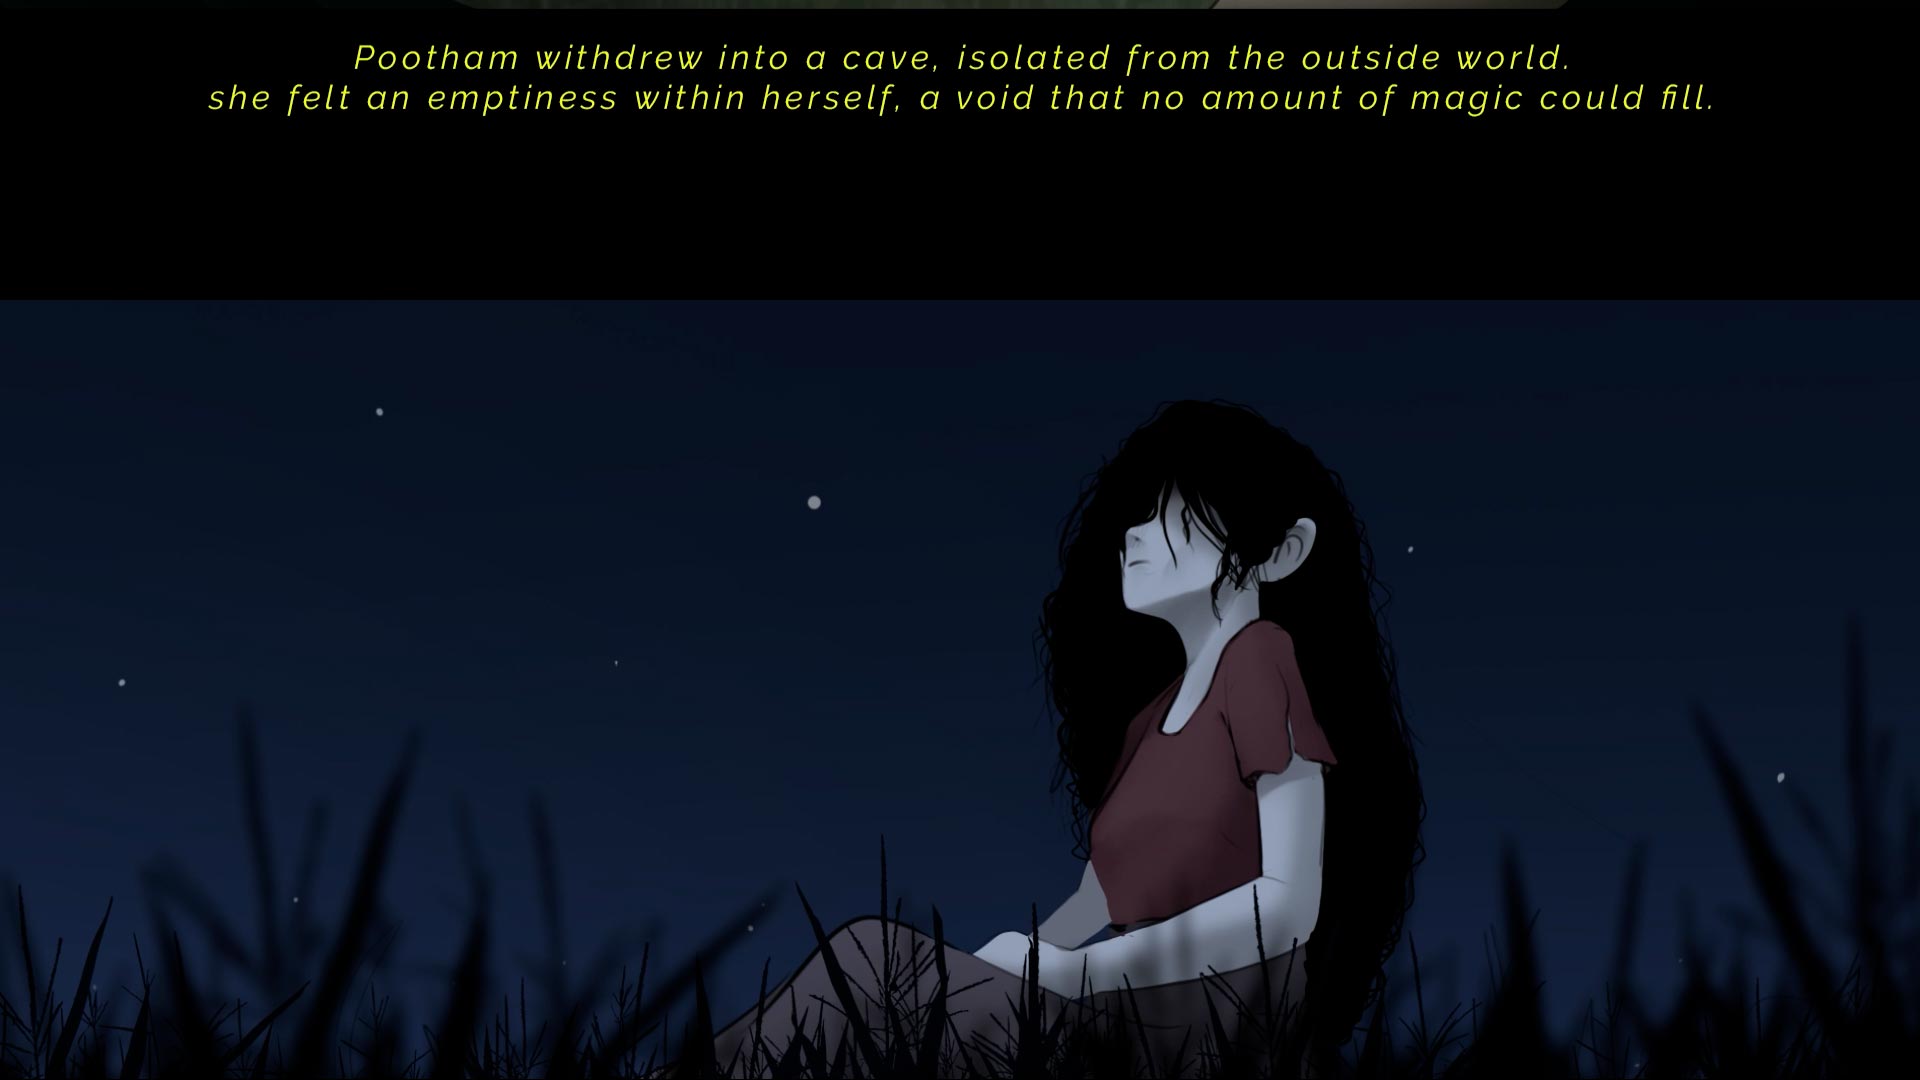 Pootham withdrew into a cave, isolated from the outside world.
she felt an emptiness within herself, a void that no amount of magic could fill.